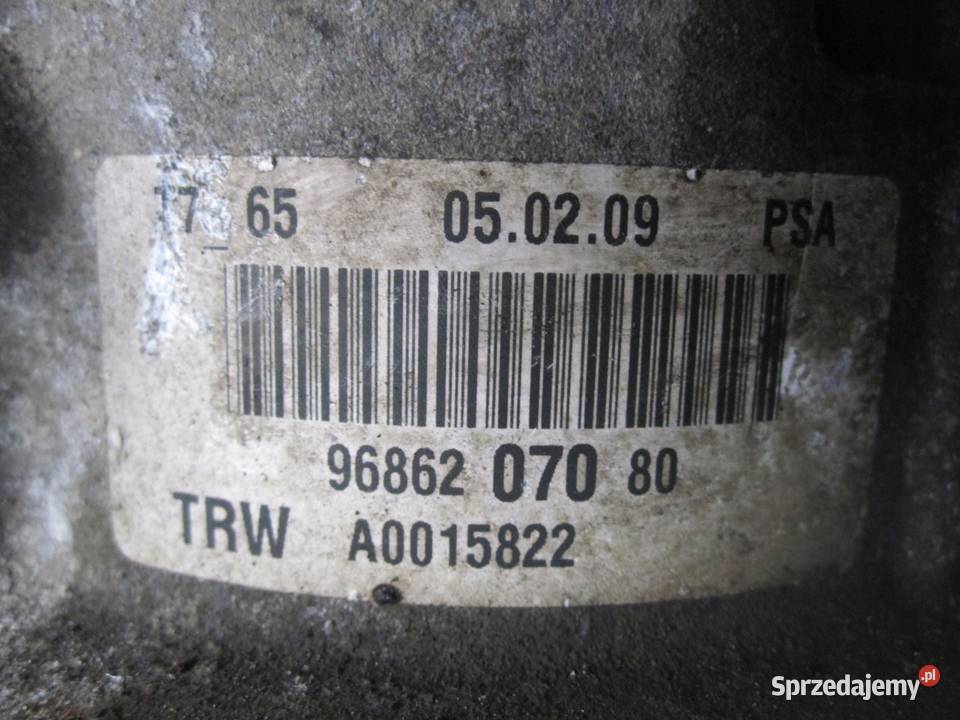 65 05.02.09 PSA
96862 070 80
TRW A0015822
Sprzedajemy.pl